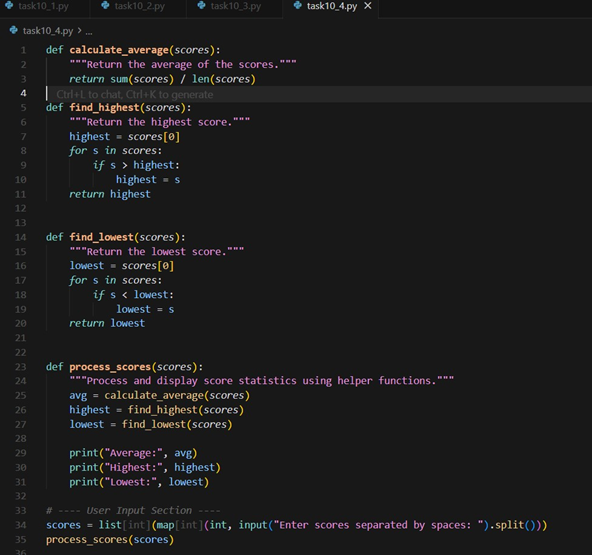 task10_1.py task10_2.py task10_3.py task10_4.py ✕
task10_4.py > ...
1 def calculate_average(scores):
2     """Return the average of the scores."""
3     return sum(scores) / len(scores)
4     Ctrl+L to chat, Ctrl+K to generate
5 def find_highest(scores):
6     """Return the highest score."""
7     highest = scores[0]
8     for s in scores:
9         if s > highest:
10             highest = s
11     return highest
12
13
14 def find_lowest(scores):
15     """Return the lowest score."""
16     lowest = scores[0]
17     for s in scores:
18         if s < lowest:
19             lowest = s
20     return lowest
21
22
23 def process_scores(scores):
24     """Process and display score statistics using helper functions."""
25     avg = calculate_average(scores)
26     highest = find_highest(scores)
27     lowest = find_lowest(scores)
28
29     print("Average:", avg)
30     print("Highest:", highest)
31     print("Lowest:", lowest)
32
33 # ---- User Input Section ----
34 scores = list[int](map[int](int, input("Enter scores separated by spaces: ").split()))
35 process_scores(scores)
36